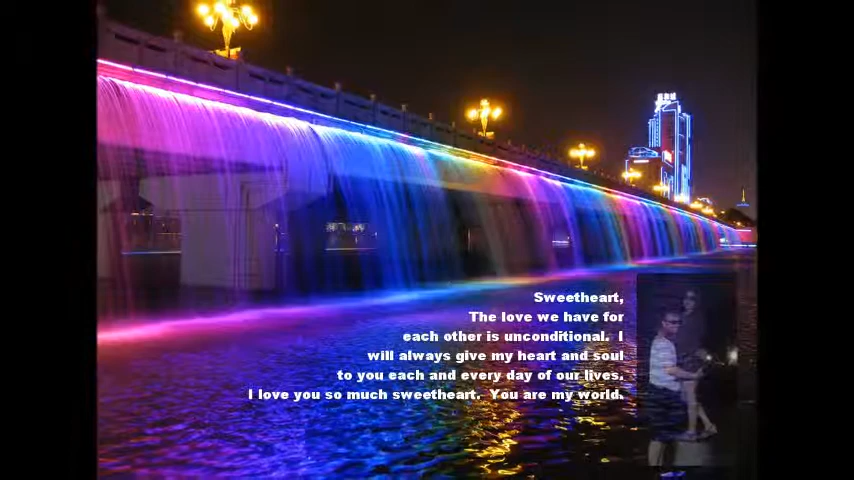 Sweetheart,
The love we have for
each other is unconditional.  I
will always give my heart and soul
to you each and every day of our lives.
I love you so much sweetheart.  You are my world.